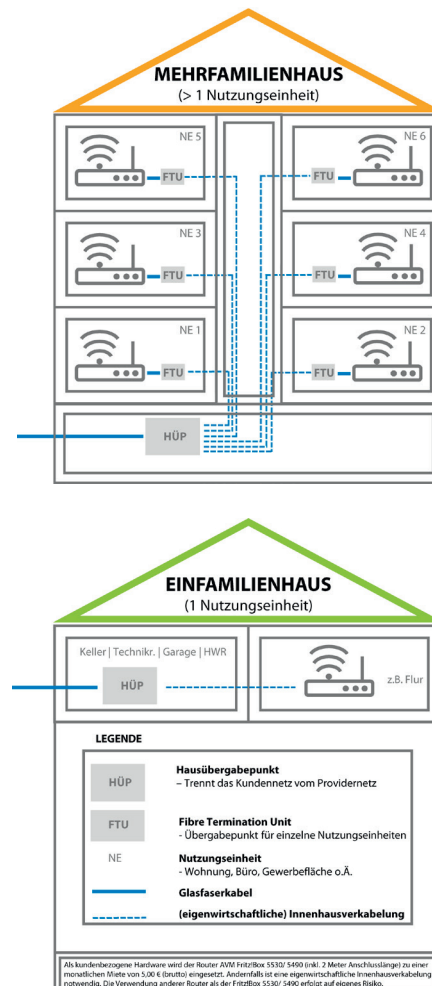 MEHRFAMILIENHAUS
(> 1 Nutzungseinheit)
NE 5
FTU
NE 6
FTU
NE 3
FTU
NE 4
FTU
NE 1
FTU
NE 2
FTU
HÜP
EINFAMILIENHAUS
(1 Nutzungseinheit)
Keller | Technikr. | Garage | HWR
HÜP
z.B. Flur
LEGENDE
HÜP
Hausübergabepunkt
– Trennt das Kundennetz vom Providernetz
FTU
Fibre Termination Unit
- Übergabepunkt für einzelne Nutzungseinheiten
NE
Nutzungseinheit
- Wohnung, Büro, Gewerbefläche o.Ä.
Glasfaserkabel
(eigenwirtschaftliche) Innenhausverkabelung
Als kundenbezogene Hardware wird der Router AVM Fritz!Box 5530/ 5490 (inkl. 2 Meter Anschlusslänge) zu einer
monatlichen Miete von 5,00 € (brutto) eingesetzt. Andernfalls ist eine eigenwirtschaftliche Innenhausverkabelung
notwendig. Die Verwendung anderer Router als der Fritz!Box 5530/ 5490 erfolgt auf eigenes Risiko.